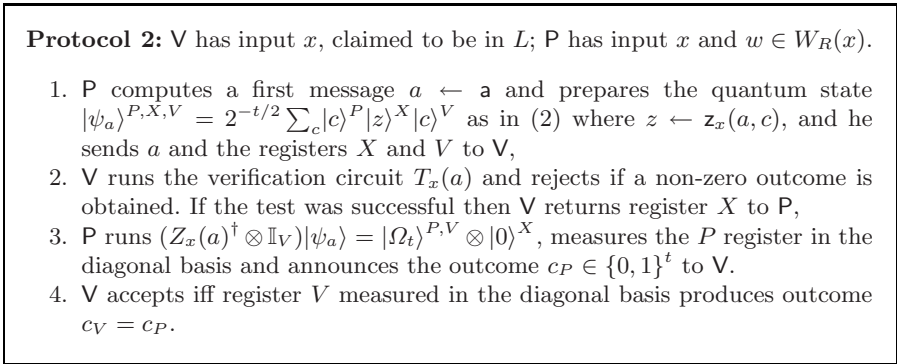 Protocol 2: V has input x, claimed to be in L; P has input x and w ∈ W_R(x).
1. P computes a first message a ← a and prepares the quantum state
|ψ_a⟩^{P,X,V} = 2^{−t/2} ∑_c|c⟩^P|z⟩^X|c⟩^V as in (2) where z ← z_x(a, c), and he
sends a and the registers X and V to V,
2. V runs the verification circuit T_x(a) and rejects if a non-zero outcome is
obtained. If the test was successful then V returns register X to P,
3. P runs (Z_x(a)^† ⊗ 𝕀_V)|ψ_a⟩ = |Ω_t⟩^{P,V} ⊗ |0⟩^X, measures the P register in the
diagonal basis and announces the outcome c_P ∈ {0, 1}^t to V.
4. V accepts iff register V measured in the diagonal basis produces outcome
c_V = c_P.